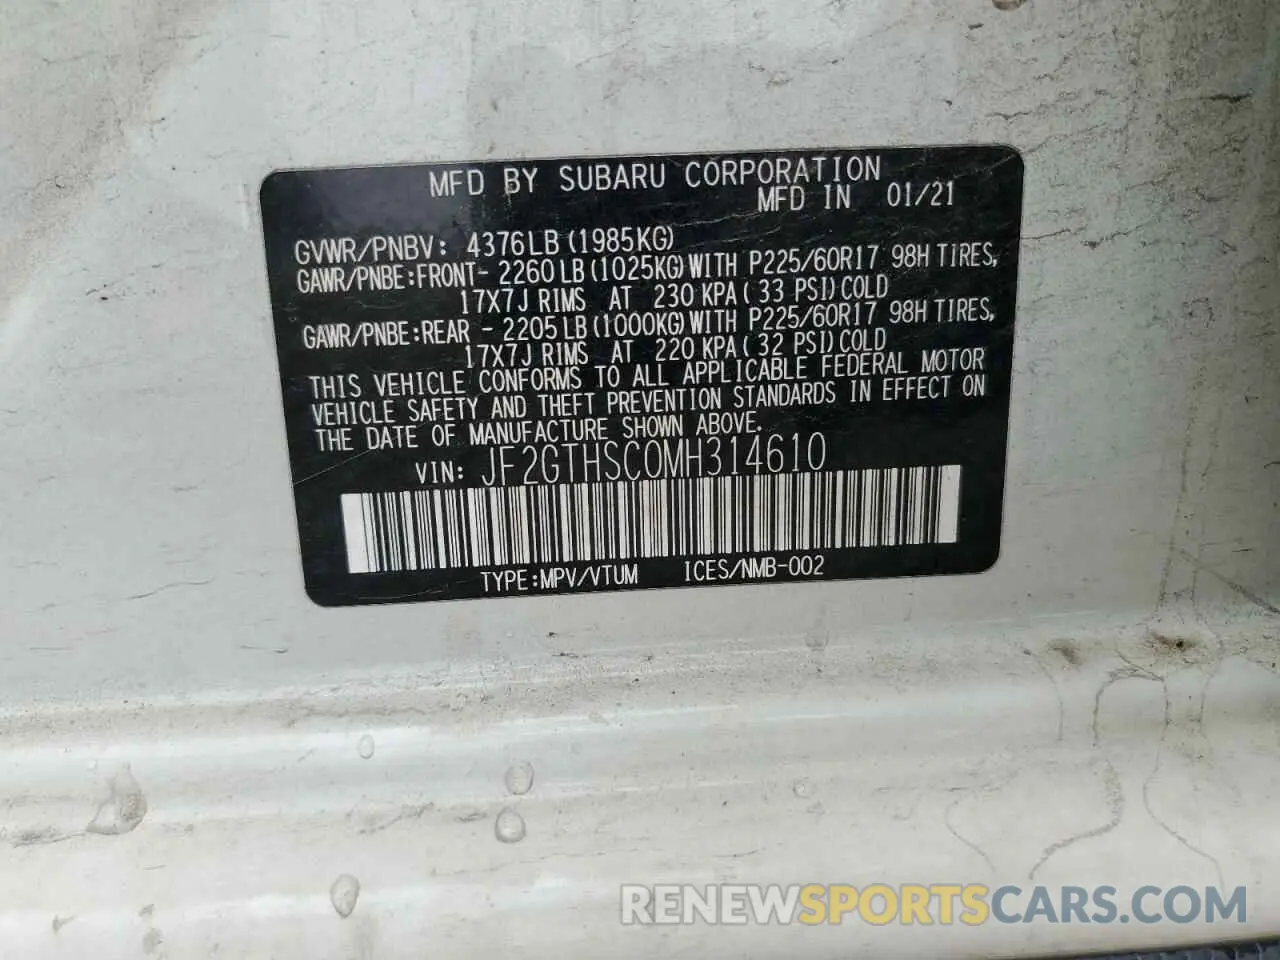 MFD BY SUBARU CORPORATION
MFD IN 01/21
GVWR/PNBV: 4376LB(1985KG)
GAWR/PNBE:FRONT- 2260LB(1025KG)WITH P225/60R17 98H TIRES,
17X7J RIMS AT 230 KPA( 33 PSI)COLD
GAWR/PNBE:REAR - 2205LB(1000KG)WITH P225/60R17 98H TIRES,
17X7J RIMS AT 220 KPA( 32 PSI)COLD
THIS VEHICLE CONFORMS TO ALL APPLICABLE FEDERAL MOTOR
VEHICLE SAFETY AND THEFT PREVENTION STANDARDS IN EFFECT ON
THE DATE OF MANUFACTURE SHOWN ABOVE.
VIN: JF2GTHSC0MH314610
TYPE:MPV/VTUM ICES/NMB-002
RENEWSPORTSCARS.COM